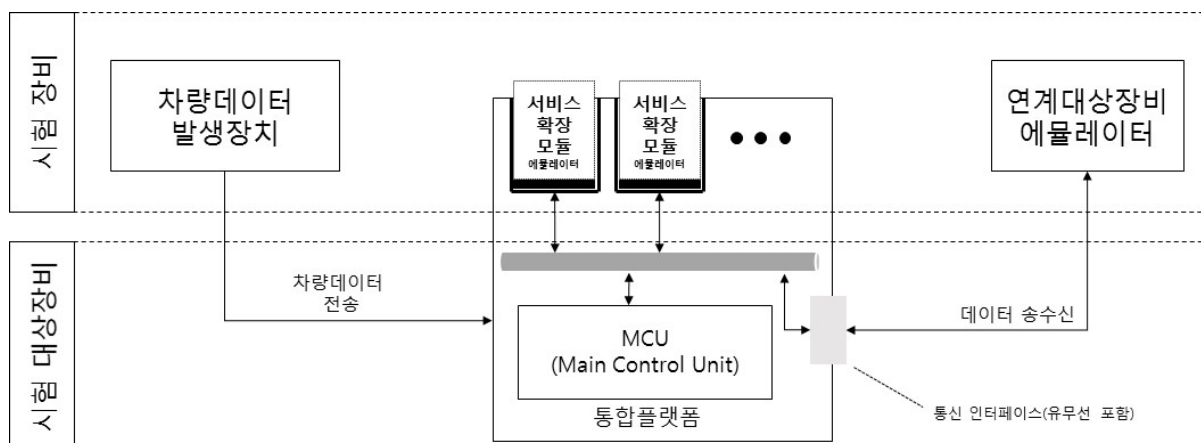 시험 장비
차량데이터
발생장치
서비스
확장
모듈
에뮬레이터
서비스
확장
모듈
에뮬레이터
연계대상장비
에뮬레이터
시험 대상장비
차량데이터
전송
MCU
(Main Control Unit)
통합플랫폼
데이터 송수신
통신 인터페이스(유무선 포함)